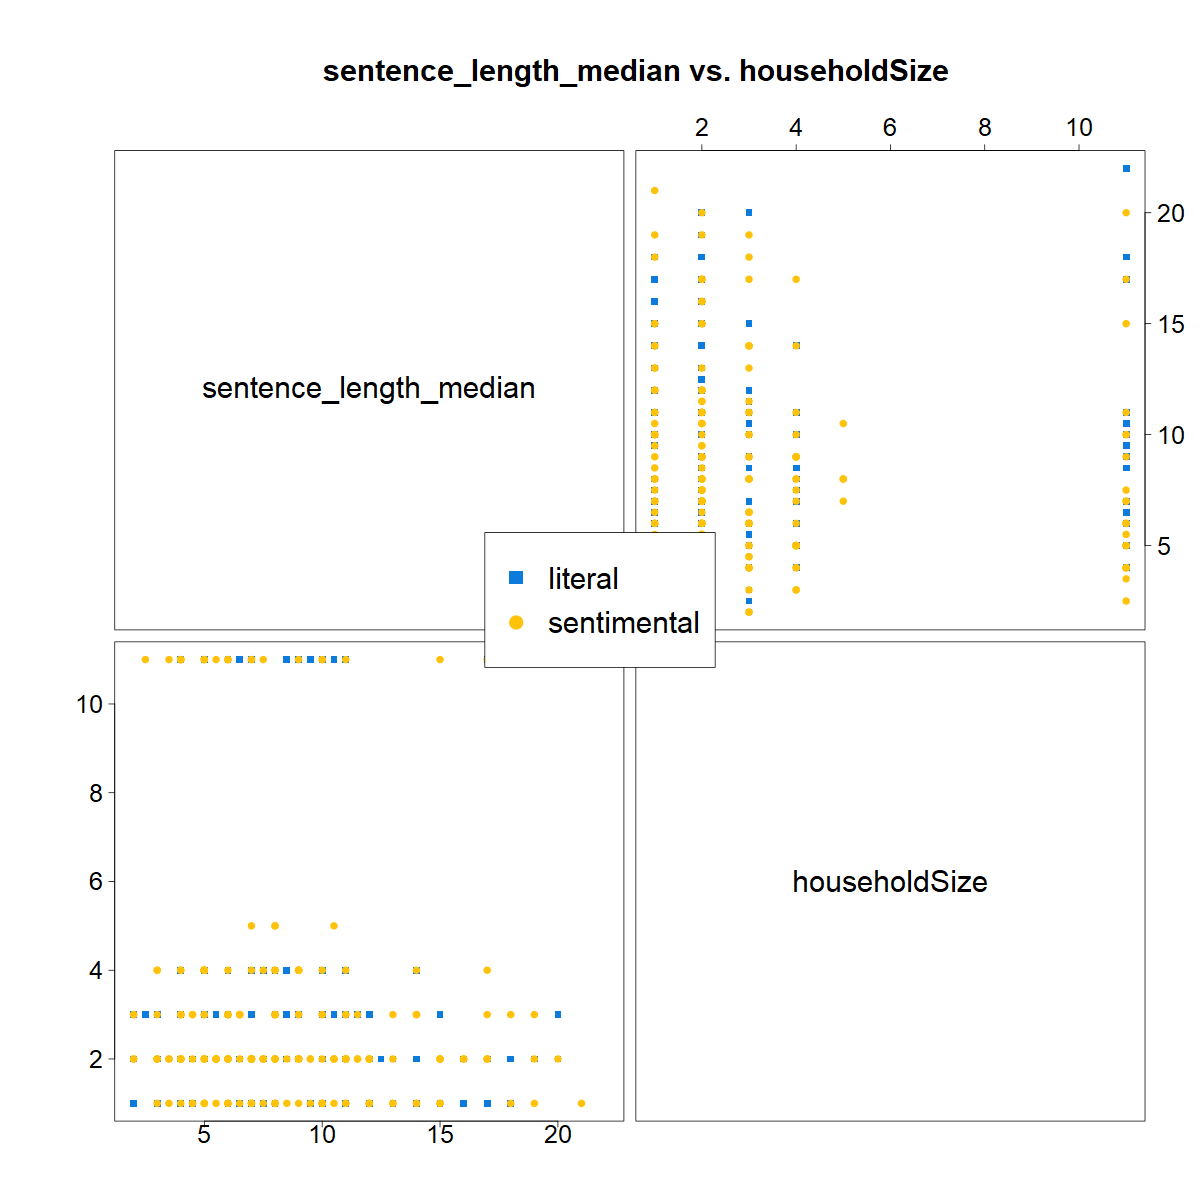 sentence_length_median vs. householdSize
2 4 6 8 10
20
15
10
5
sentence_length_median
literal
sentimental
10
8
6
4
2
householdSize
5 10 15 20